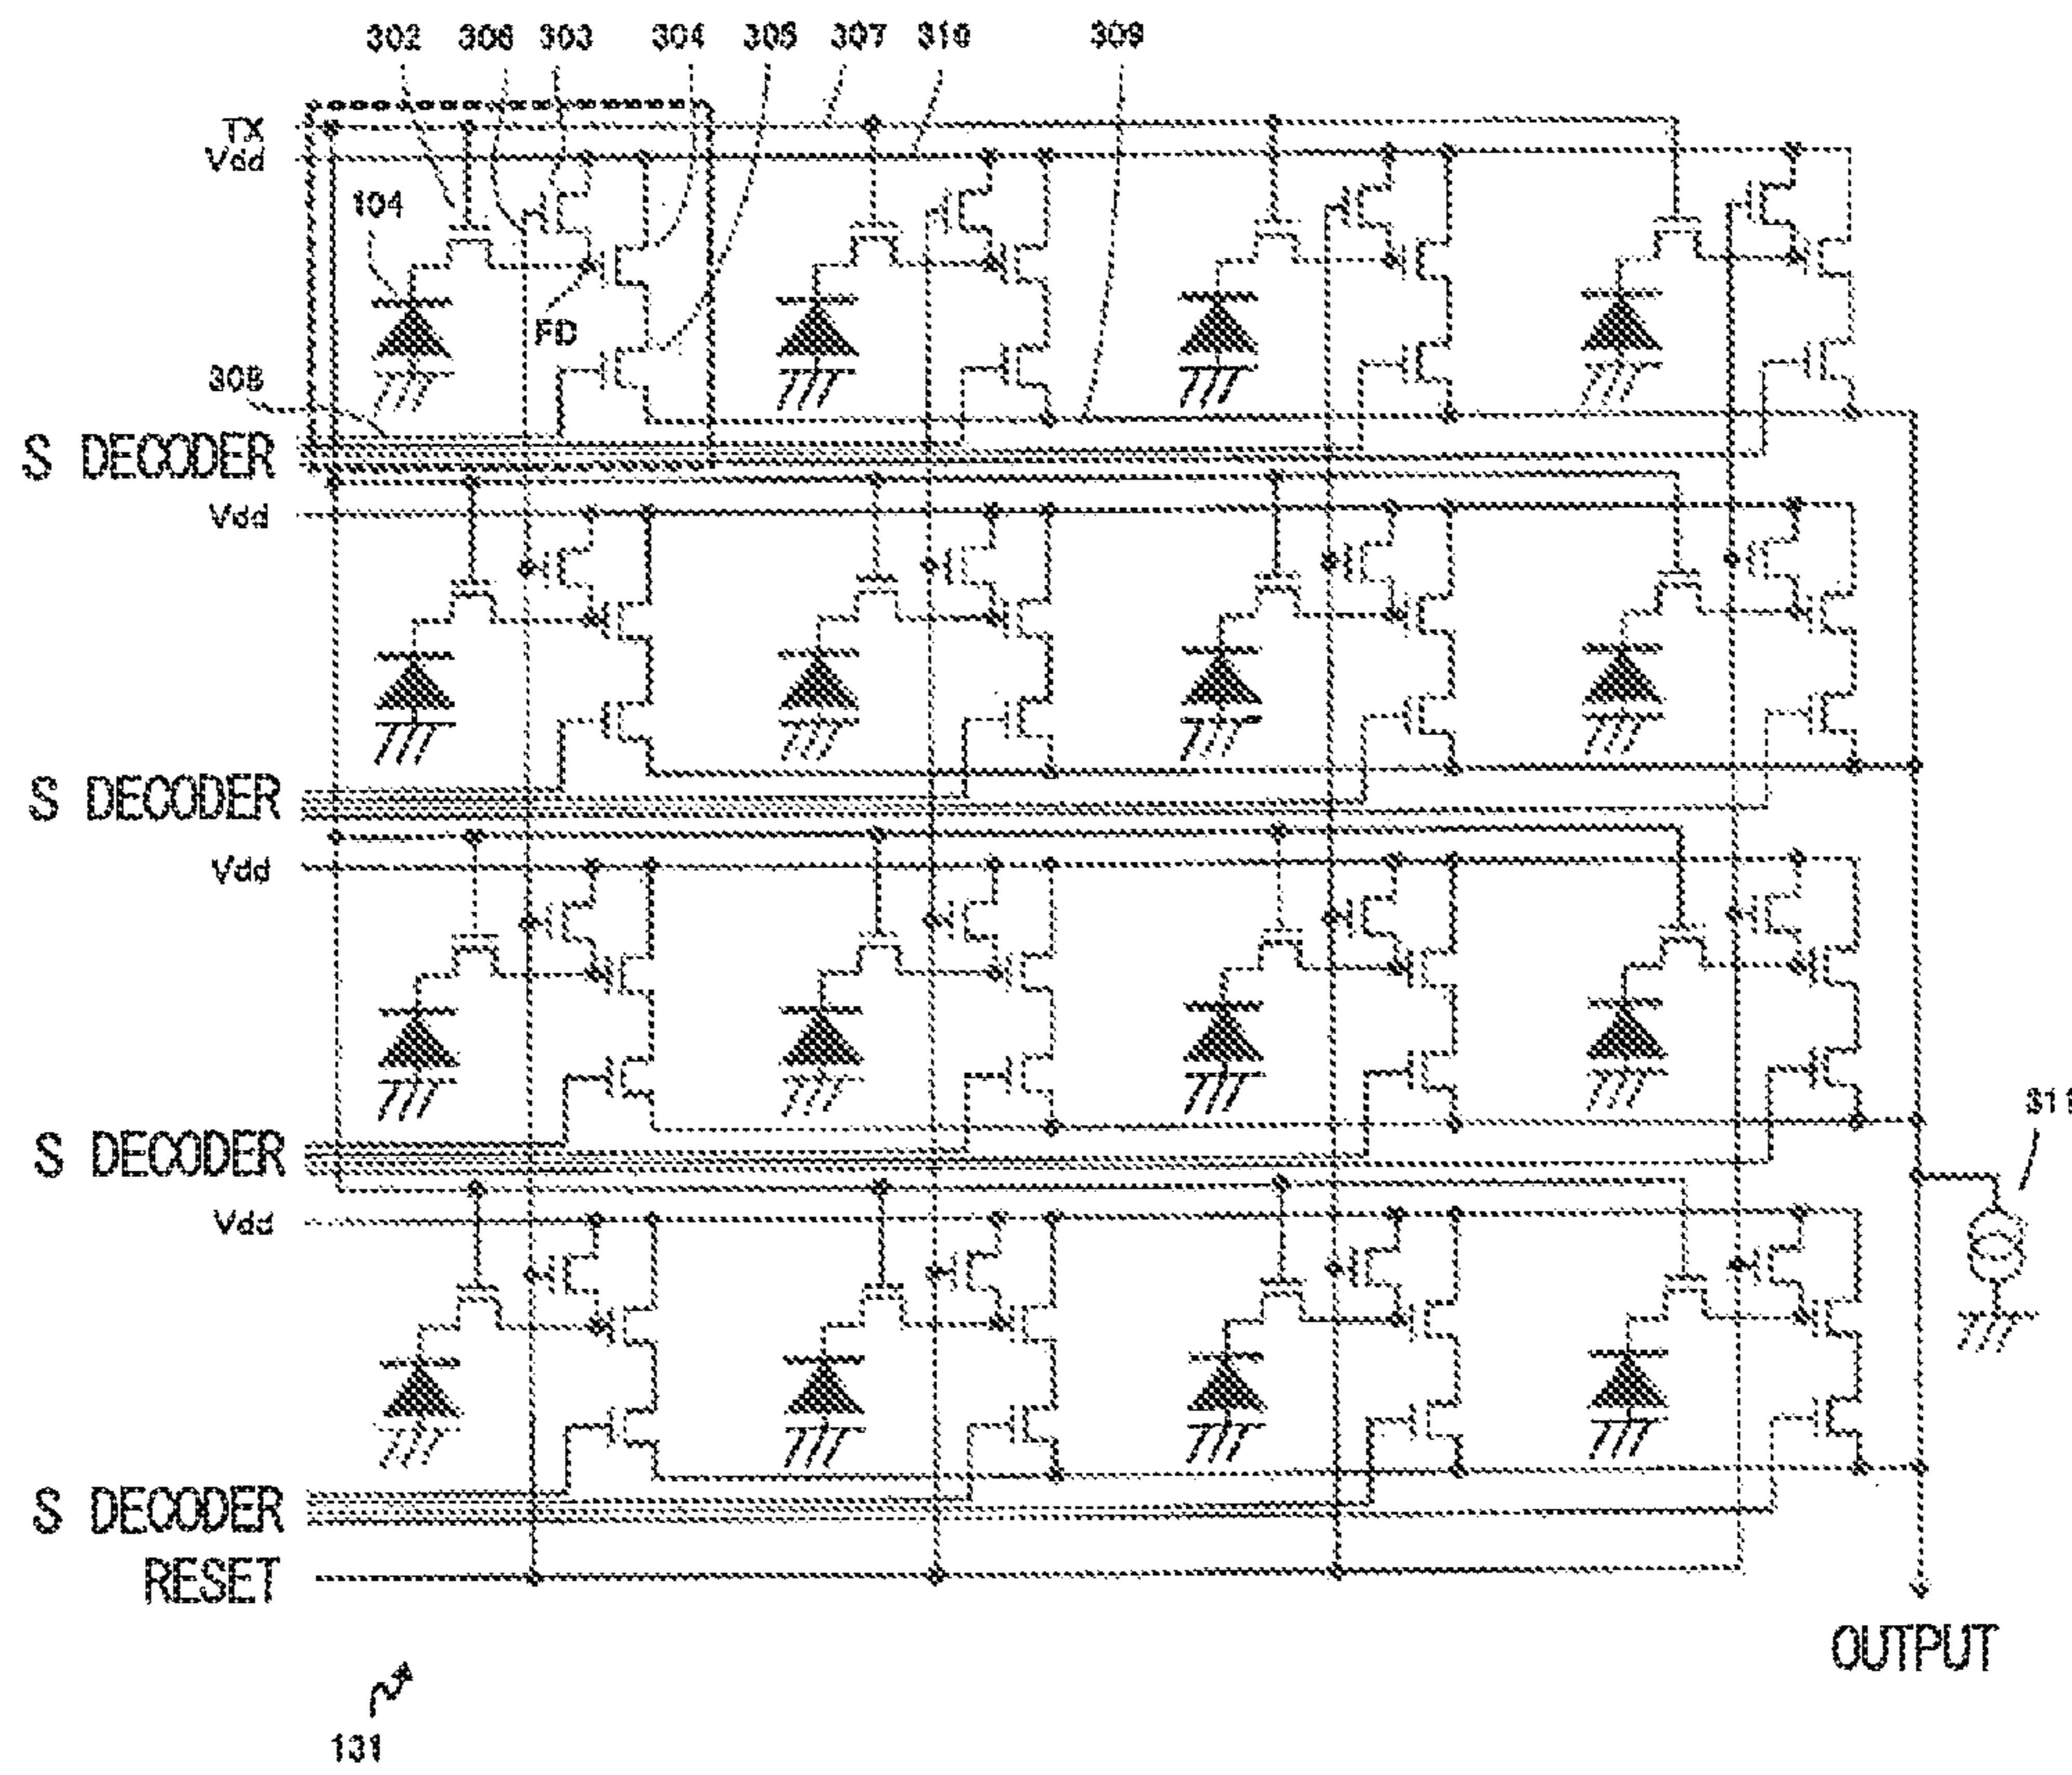 302 306 303 304 305 307 310 309
TX
Vdd
104
FD
308
S DECODER
Vdd
S DECODER
Vdd
S DECODER
311
Vdd
S DECODER
RESET
OUTPUT
131